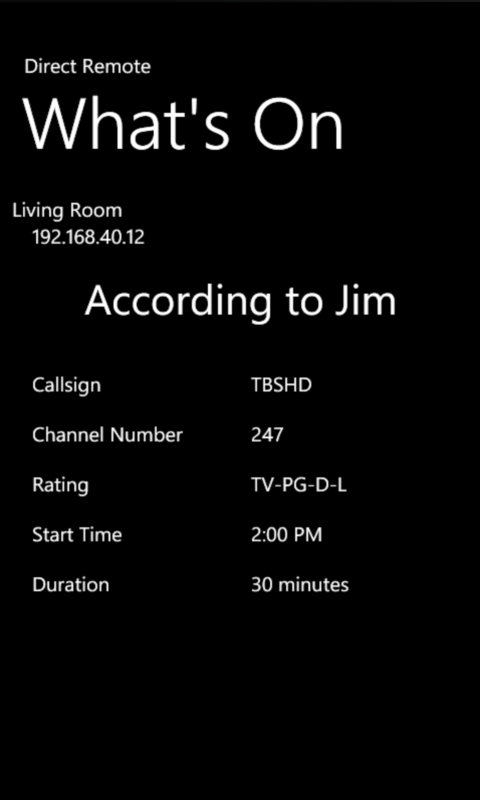 Direct Remote
What's On
Living Room
192.168.40.12
According to Jim
Callsign TBSHD
Channel Number 247
Rating TV-PG-D-L
Start Time 2:00 PM
Duration 30 minutes